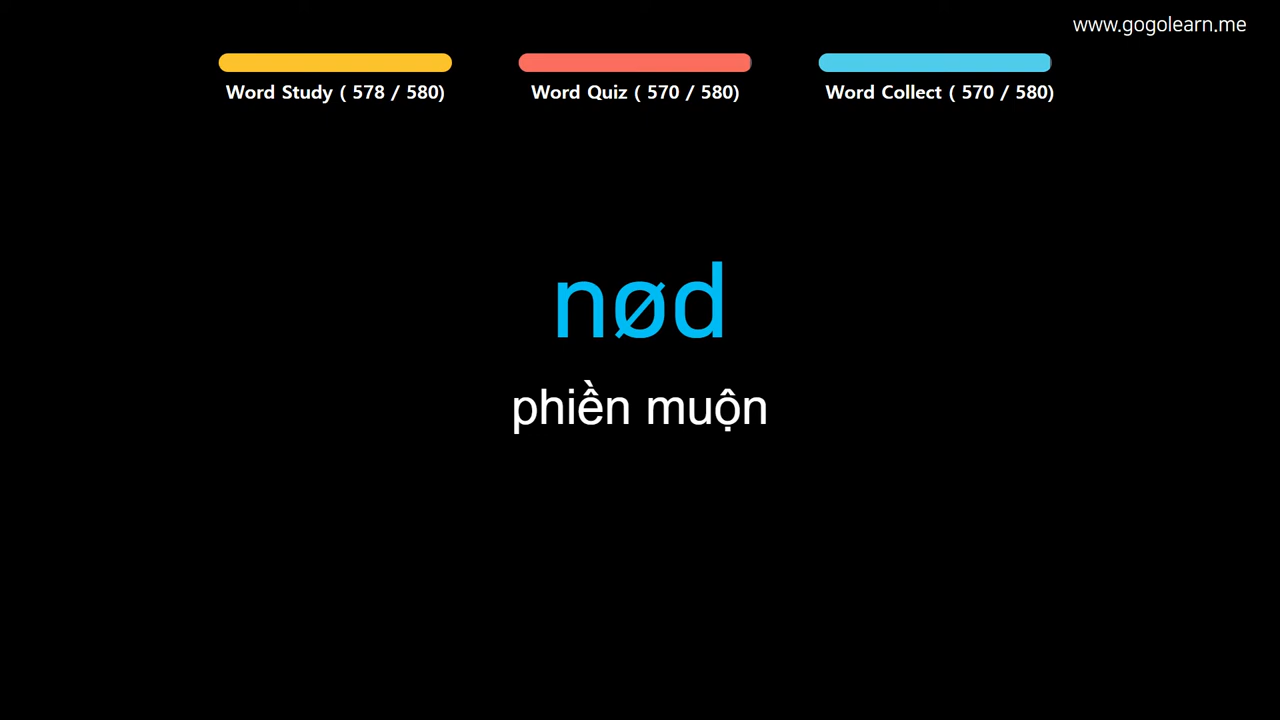 www.gogolearn.me
Word Study ( 578 / 580)
Word Quiz ( 570 / 580)
Word Collect ( 570 / 580)
nød
phiền muộn